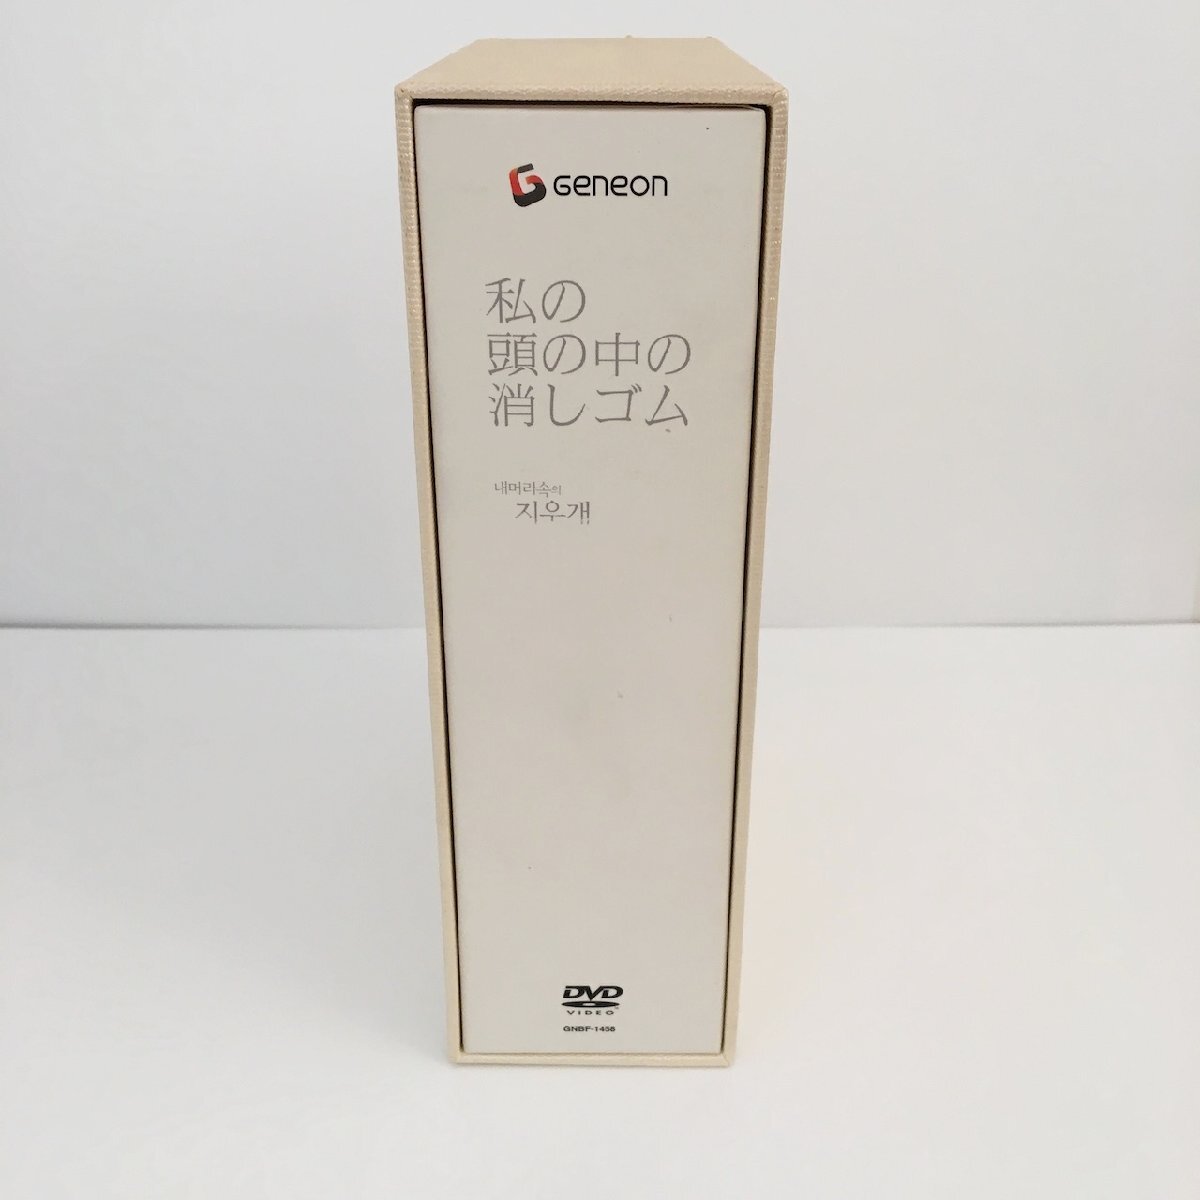 Geneon
私の
頭の中の
消しゴム
내머리속의
지우개
DVD
VIDEO
GNBF-1458